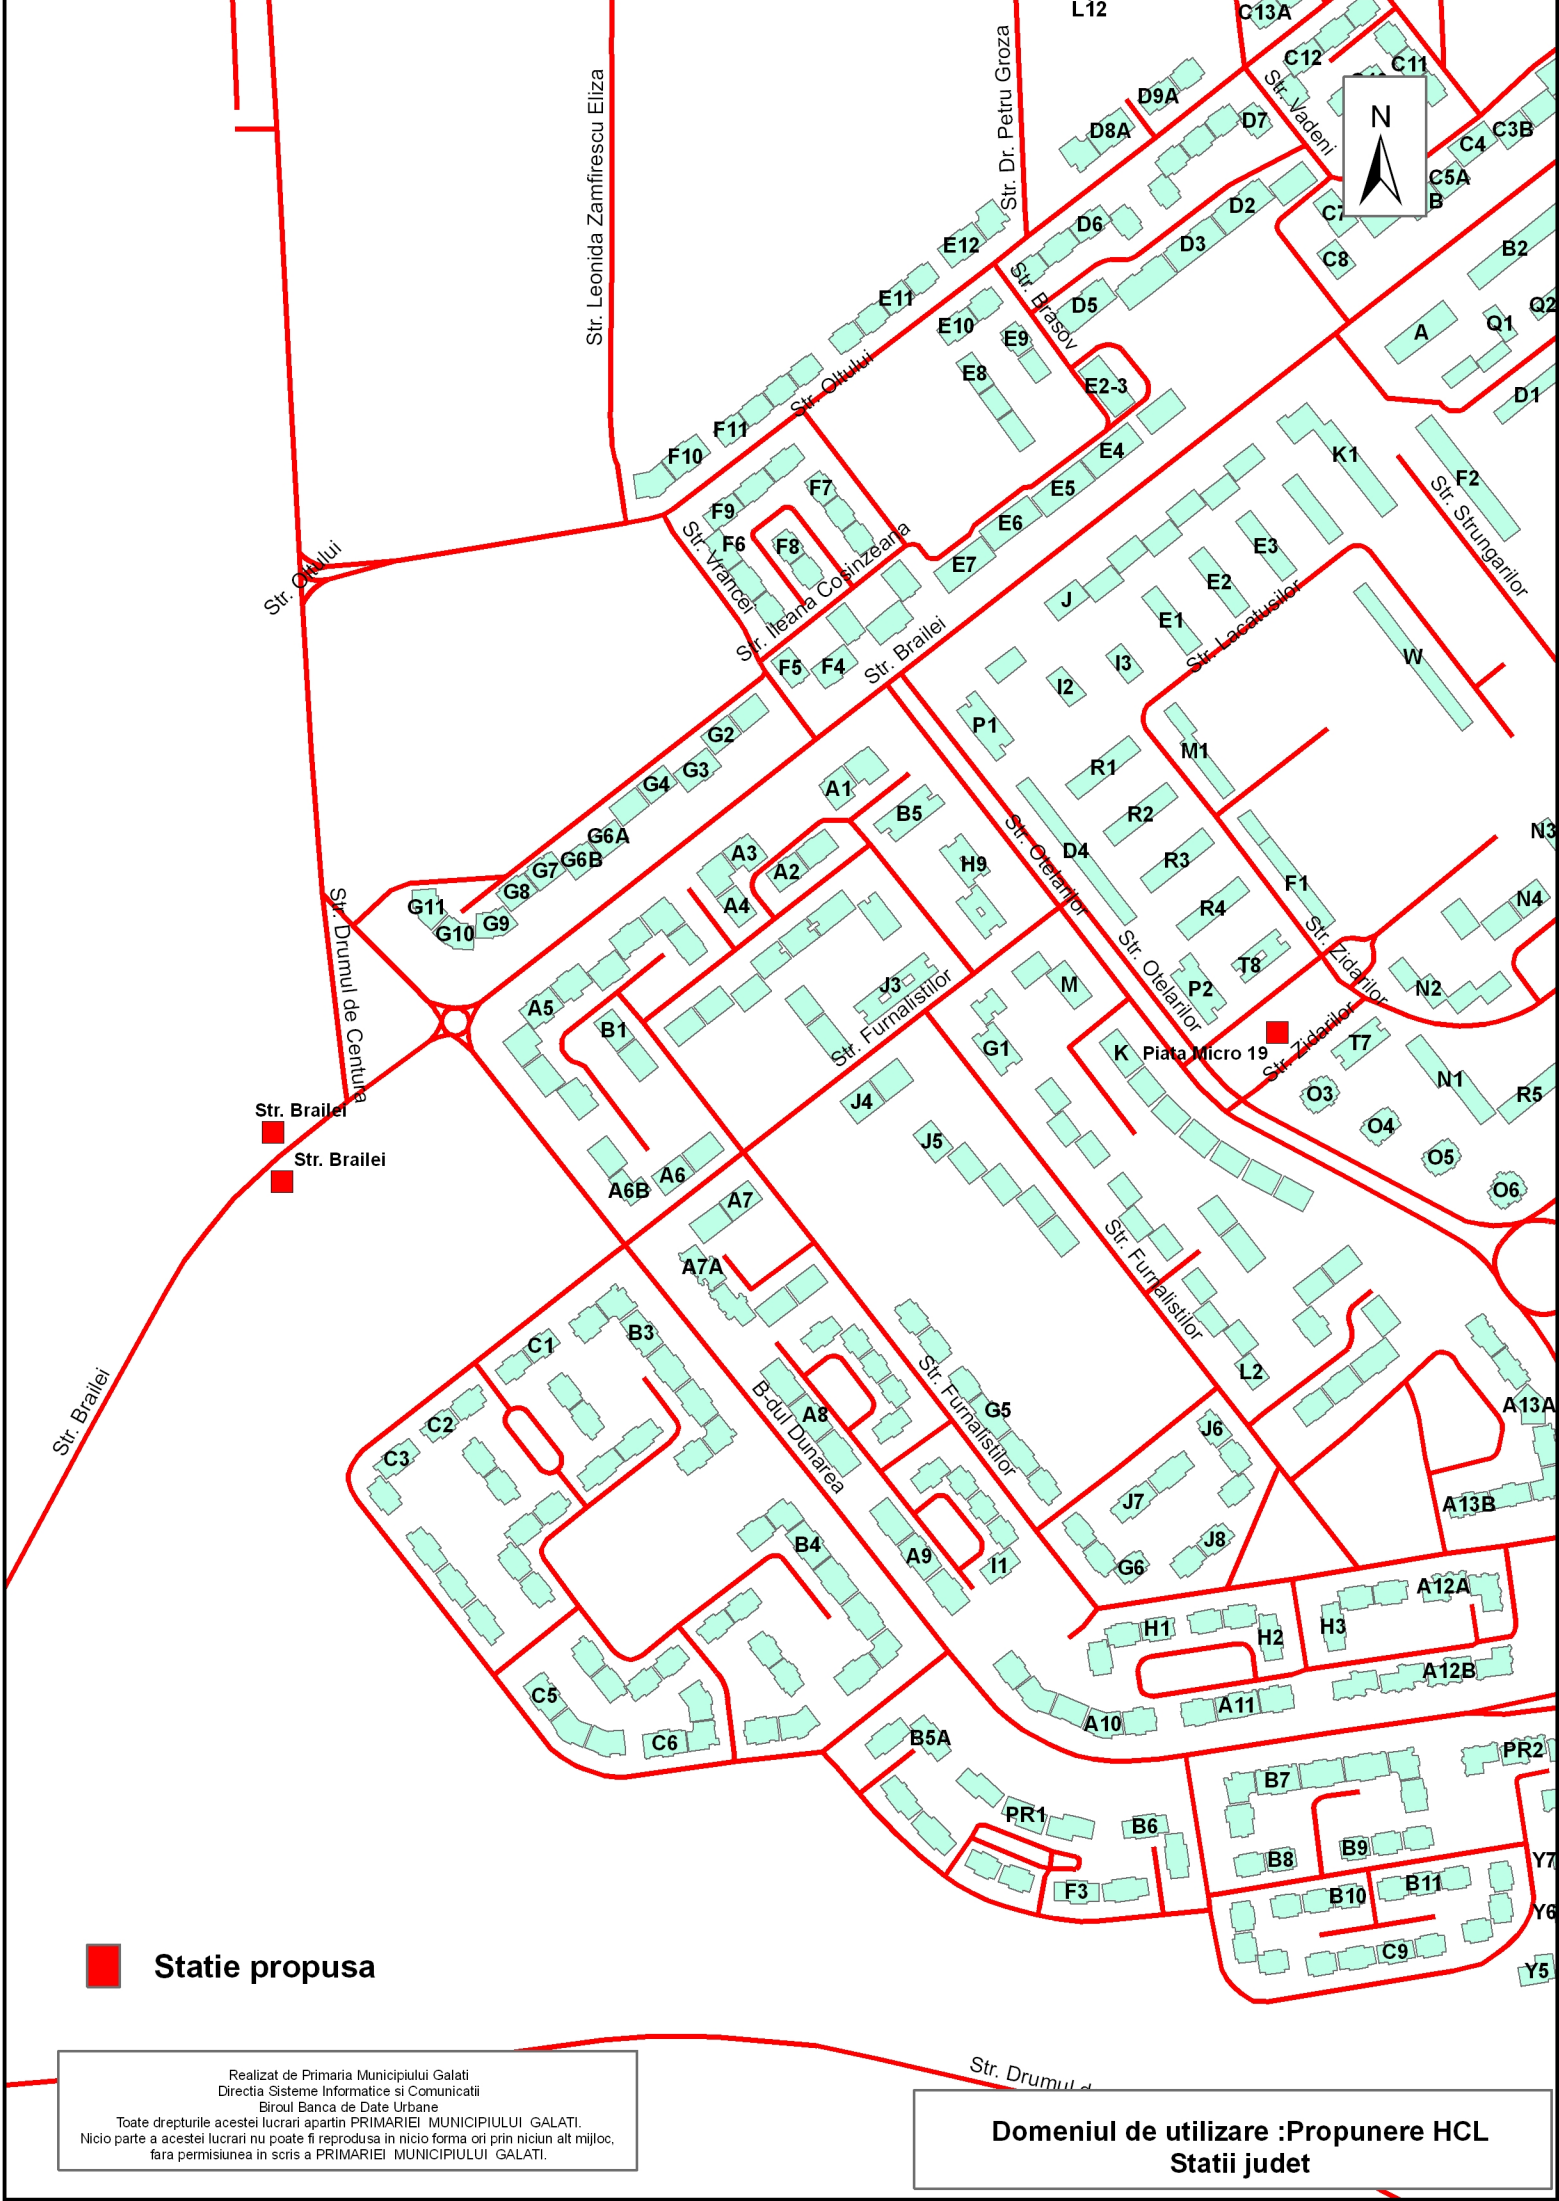 L12
C13A
C12
C11
Str. Vadeni
D9A
D8A
D7
N
C4
C3B
C5A
B
C7
C8
B2
Q2
Q1
A
D1
Str. Leonida Zamfirescu Eliza
Str. Dr. Petru Groza
D6
D2
D3
D5
E12
E11
E10
E9
E8
Str. Brasov
E2-3
E4
E5
E6
E7
Str. Oltului
F11
F10
F9
F7
F6
F8
Str. Vrancei
Str. Ileana Cosinzeana
F5
F4
Str. Brailei
Str. Oltului
K1
F2
Str. Strungarilor
E3
E2
E1
J
I3
I2
Str. Lacatusilor
W
P1
M1
R1
R2
R3
R4
D4
T8
P2
F1
N3
N4
N2
Str. Otelarilor
Str. Otelarilor
Str. Zidarilor
Str. Zidarilor
Piata Micro 19
T7
O3
O4
O5
O6
N1
R5
G2
G3
G4
G6A
G6B
G7
G8
G9
G10
G11
A1
B5
A3
A2
A4
H9
A5
B1
J3
Str. Furnalistilor
M
G1
K
J4
J5
Str. Drumul de Centura
Str. Brailei
Str. Brailei
Str. Brailei
A6
A6B
A7
A7A
B3
C1
C2
C3
A8
B-dul Dunarea
G5
Str. Furnalistilor
Str. Furnalistilor
L2
J6
J7
J8
G6
A13A
A13B
A9
I1
B4
C5
C6
H1
H2
H3
A12A
A12B
A11
A10
B5A
PR1
B6
F3
B7
PR2
B8
B9
B10
B11
C9
Y7
Y6
Y5
Statie propusa
Str. Drumul d
Realizat de Primaria Municipiului Galati
Directia Sisteme Informatice si Comunicatii
Biroul Banca de Date Urbane
Toate drepturile acestei lucrari apartin PRIMARIEI MUNICIPIULUI GALATI.
Nicio parte a acestei lucrari nu poate fi reprodusa in nicio forma ori prin niciun alt mijloc,
fara permisiunea in scris a PRIMARIEI MUNICIPIULUI GALATI.
Domeniul de utilizare :Propunere HCL
Statii judet